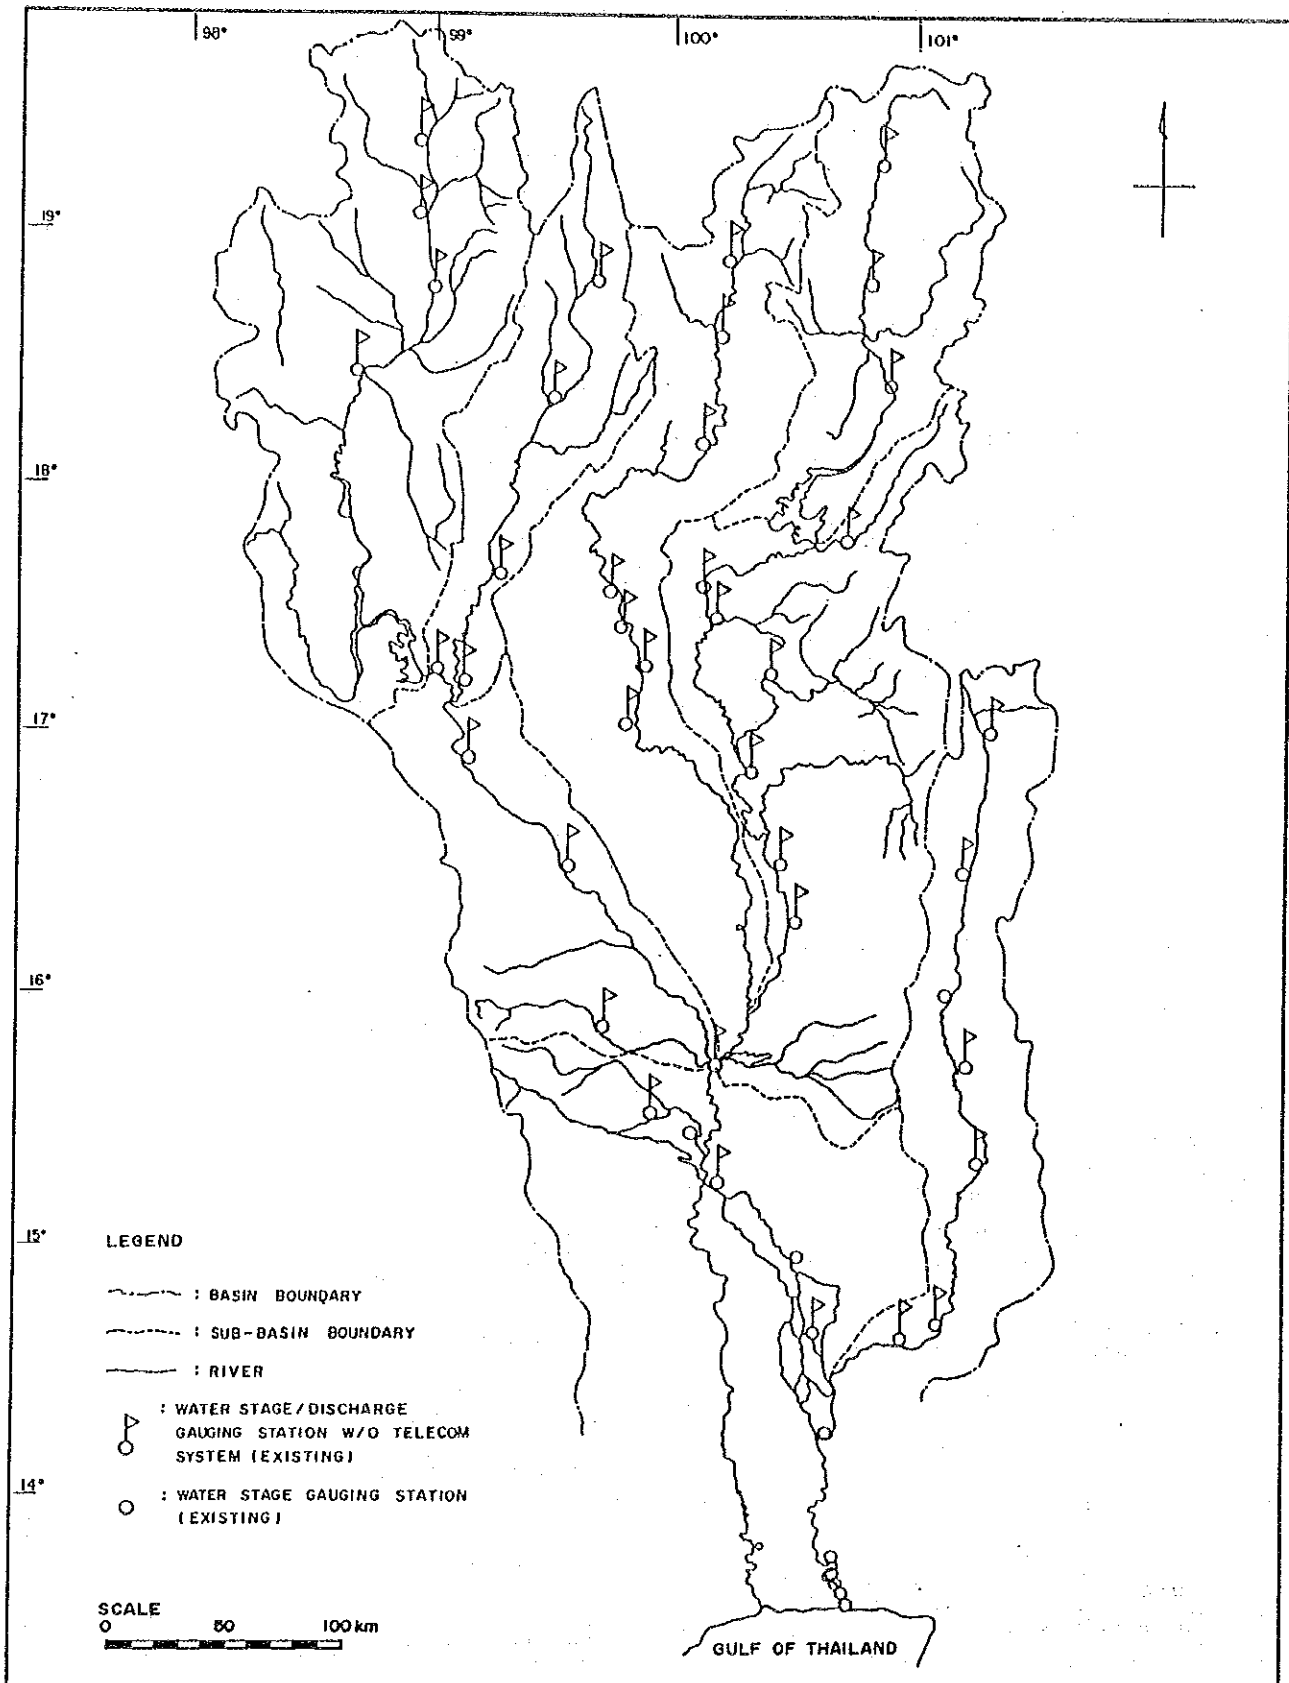 98°
99°
100°
101°
19°
18°
17°
16°
15°
14°
LEGEND
: BASIN BOUNDARY
: SUB-BASIN BOUNDARY
: RIVER
: WATER STAGE/DISCHARGE
GAUGING STATION W/O TELECOM
SYSTEM (EXISTING)
: WATER STAGE GAUGING STATION
(EXISTING)
SCALE
0 50 100 km
GULF OF THAILAND